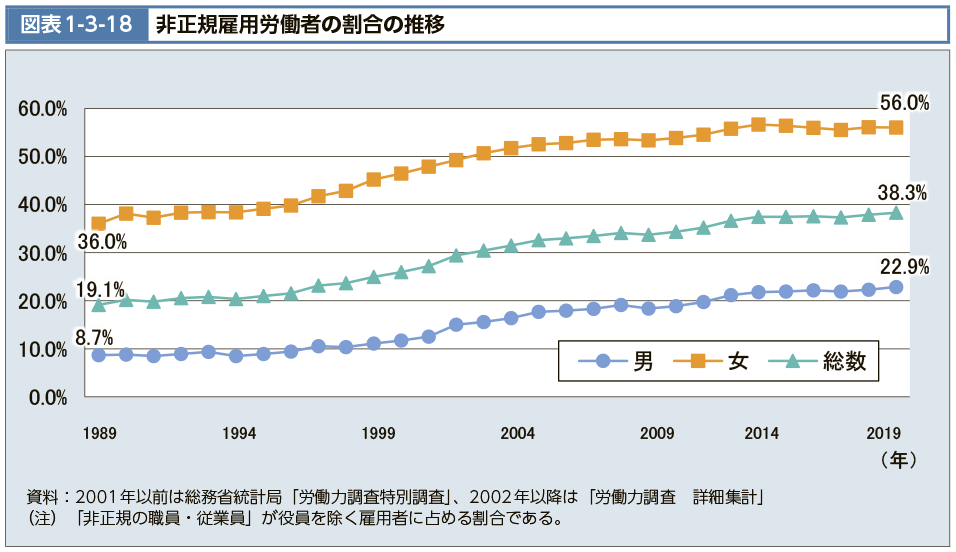 図表1-3-18 非正規雇用労働者の割合の推移
60.0%
50.0%
40.0%
30.0%
20.0%
10.0%
0.0%
56.0%
38.3%
36.0%
22.9%
19.1%
8.7%
男 女 総数
1989 1994 1999 2004 2009 2014 2019
（年）
資料：2001年以前は総務省統計局「労働力調査特別調査」、2002年以降は「労働力調査　詳細集計」
（注）「非正規の職員・従業員」が役員を除く雇用者に占める割合である。